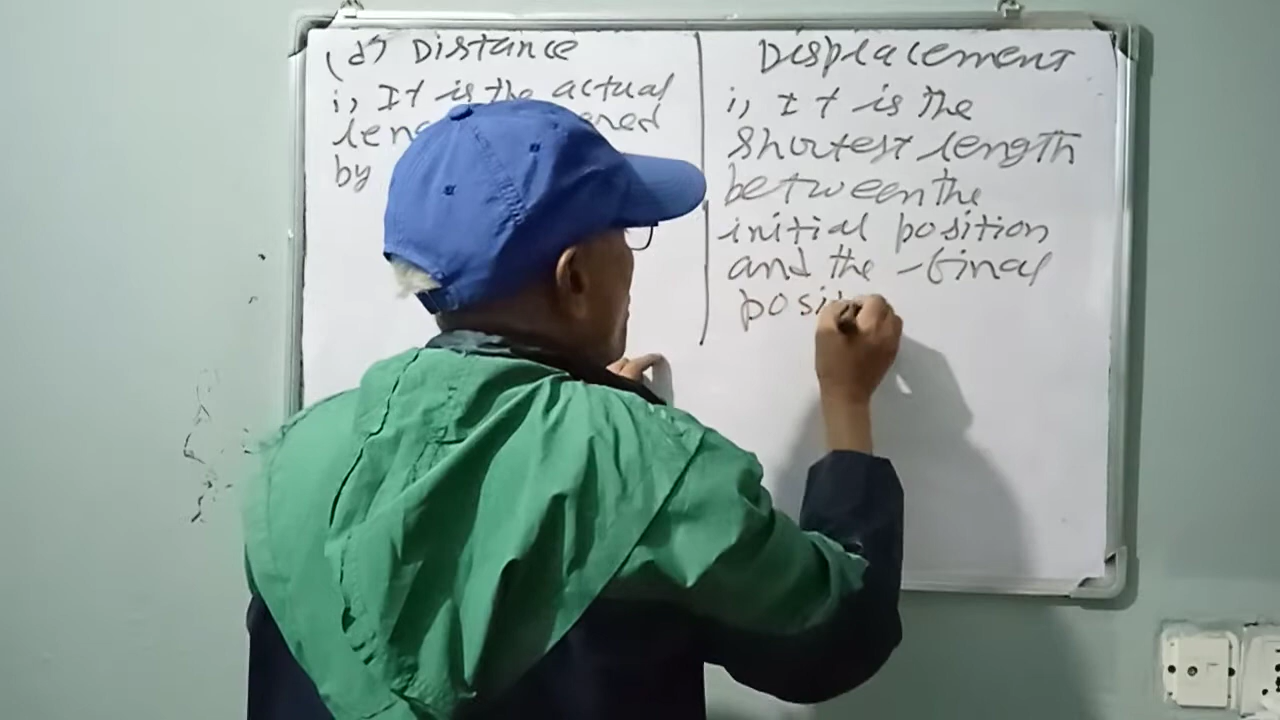 (d) Distance
i, It is the actual
by
Displacement
i, It is the
shortest length
between the
initial position
and the final
posi